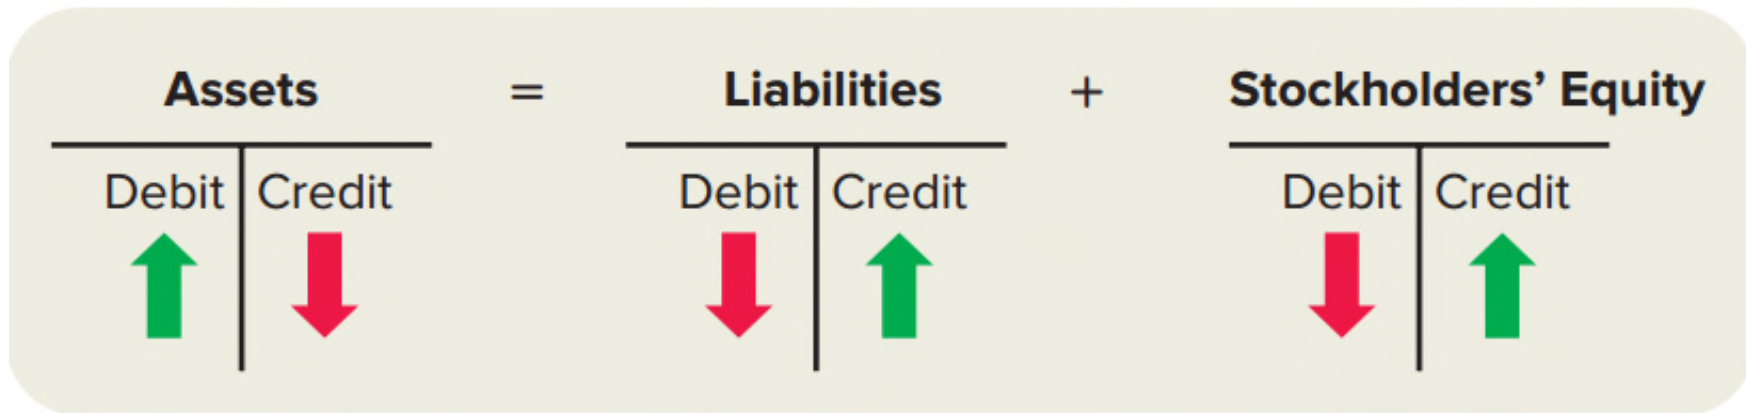 Assets = Liabilities + Stockholders’ Equity
Debit Credit Debit Credit Debit Credit